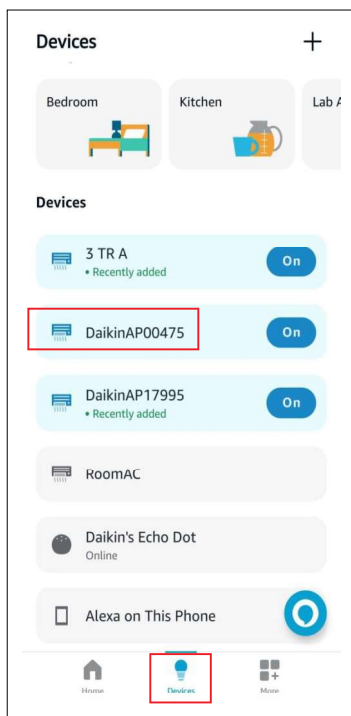 Devices
Bedroom
Kitchen
Lab A
Devices
3 TR A
On
• Recently added
DaikinAP00475
On
DaikinAP17995
On
• Recently added
RoomAC
Daikin's Echo Dot
Online
Alexa on This Phone
Home
Devices
More